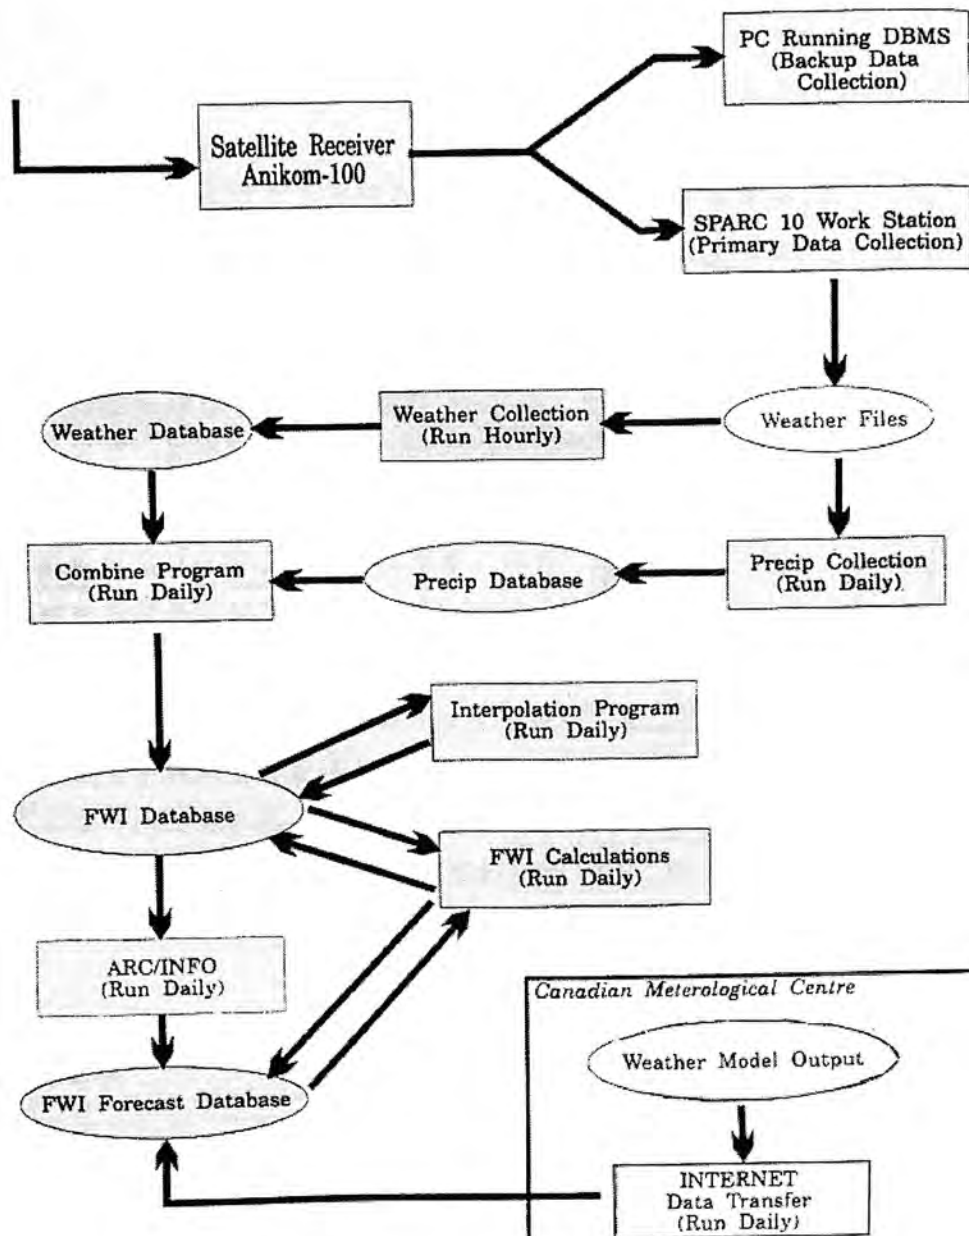 PC Running DBMS
(Backup Data
Collection)
Satellite Receiver
Anikom-100
SPARC 10 Work Station
(Primary Data Collection)
Weather Database
Weather Collection
(Run Hourly)
Weather Files
Combine Program
(Run Daily)
Precip Database
Precip Collection
(Run Daily)
Interpolation Program
(Run Daily)
FWI Database
FWI Calculations
(Run Daily)
ARC/INFO
(Run Daily)
Canadian Meterological Centre
Weather Model Output
FWI Forecast Database
INTERNET
Data Transfer
(Run Daily)